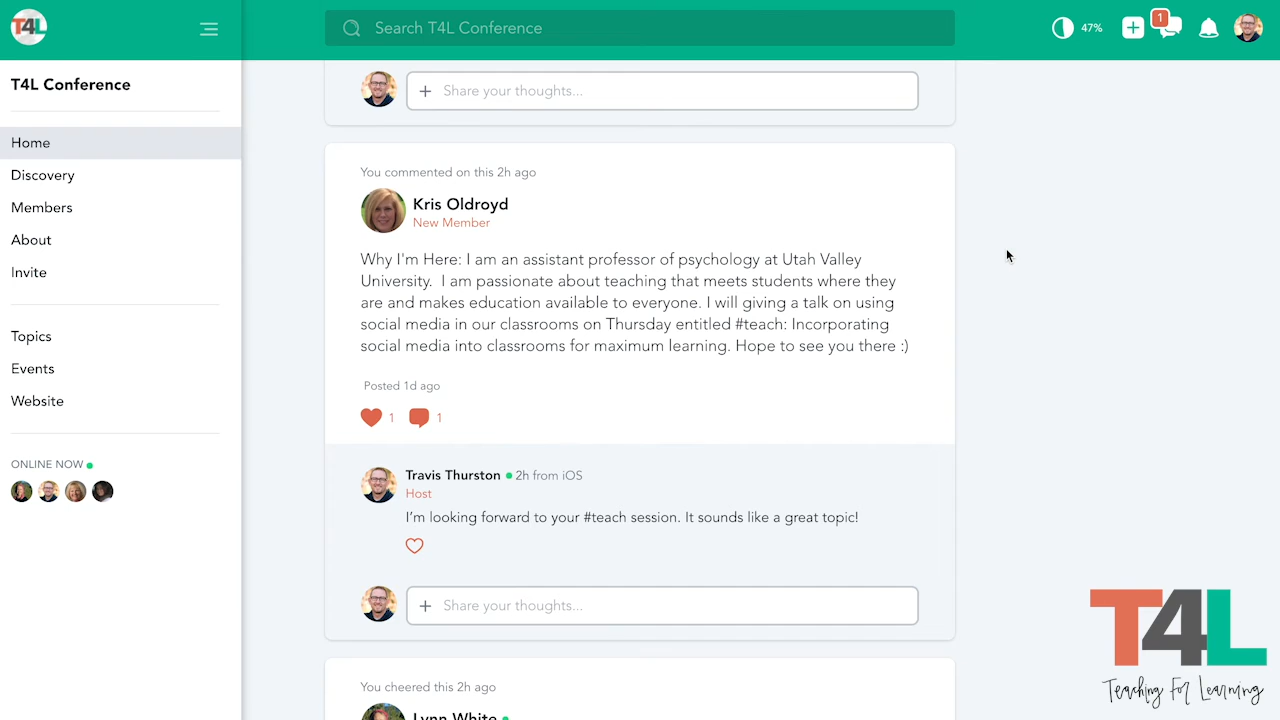 T4L
Search T4L Conference
47%
1
T4L Conference
Home
Discovery
Members
About
Invite
Topics
Events
Website
ONLINE NOW
Share your thoughts...
You commented on this 2h ago
Kris Oldroyd
New Member
Why I'm Here: I am an assistant professor of psychology at Utah Valley
University.  I am passionate about teaching that meets students where they
are and makes education available to everyone. I will giving a talk on using
social media in our classrooms on Thursday entitled #teach: Incorporating
social media into classrooms for maximum learning. Hope to see you there :)
Posted 1d ago
1 1
Travis Thurston 2h from iOS
Host
I'm looking forward to your #teach session. It sounds like a great topic!
Share your thoughts...
You cheered this 2h ago
Lynn White
T4L
Teaching For Learning